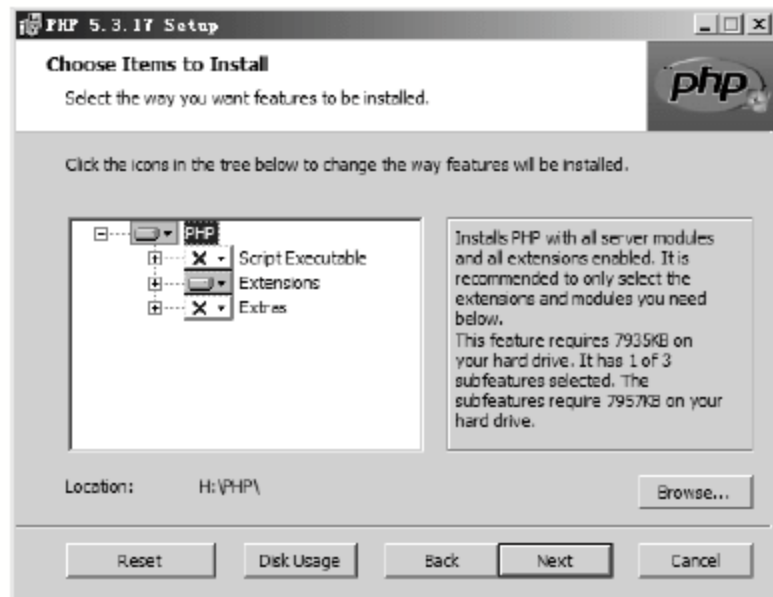 PHP 5.3.17 Setup
Choose Items to Install
Select the way you want features to be installed.
php
Click the icons in the tree below to change the way features will be installed.
PHP
Script Executable
Extensions
Extras
Installs PHP with all server modules
and all extensions enabled. It is
recommended to only select the
extensions and modules you need
below.
This feature requires 7935KB on
your hard drive. It has 1 of 3
subfeatures selected. The
subfeatures require 7957KB on your
hard drive.
Location: H:\PHP\
Browse...
Reset Disk Usage Back Next Cancel